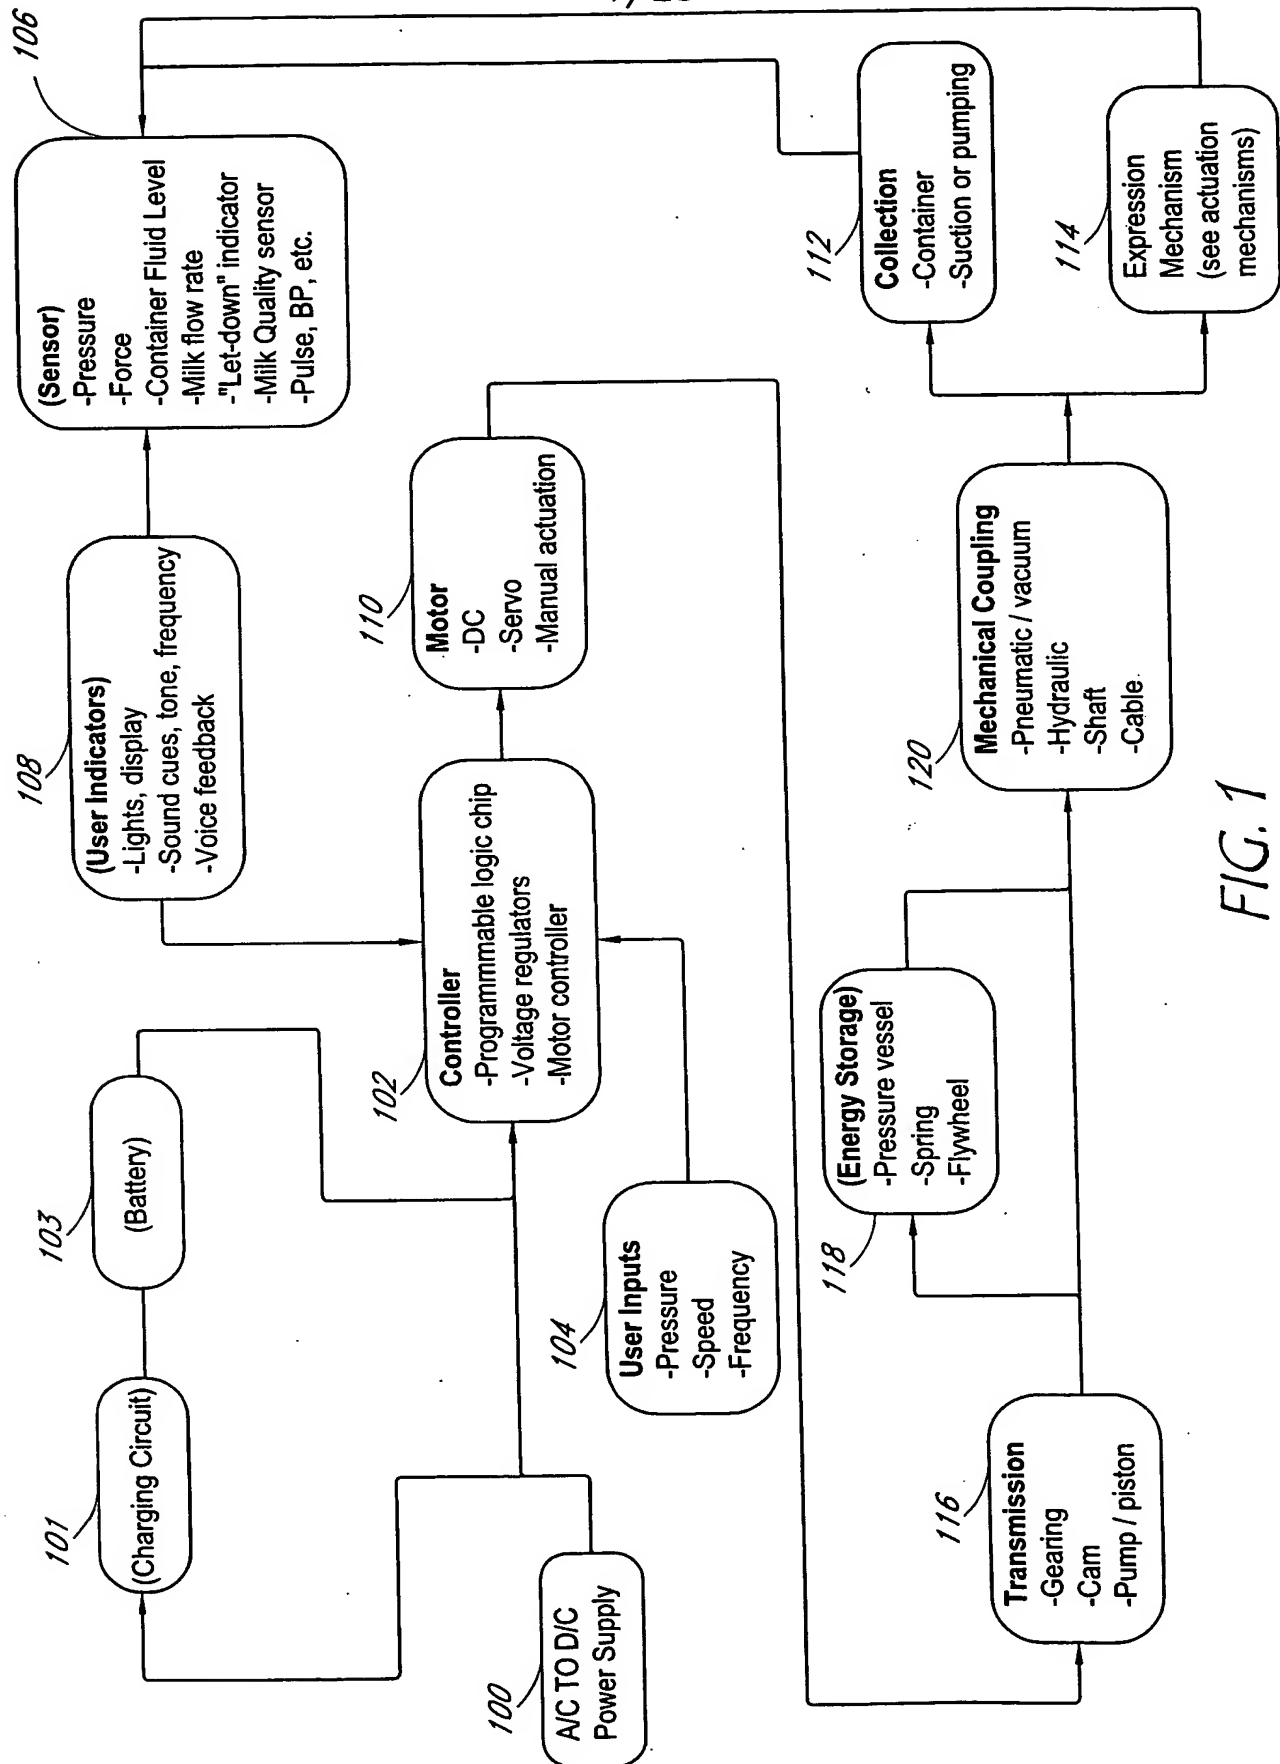 106
(Sensor)
-Pressure
-Force
-Container Fluid Level
-Milk flow rate
-"Let-down" indicator
-Milk Quality sensor
-Pulse, BP, etc.
108
(User Indicators)
-Lights, display
-Sound cues, tone, frequency
-Voice feedback
103
(Battery)
101
(Charging Circuit)
100
A/C TO D/C
Power Supply
102
Controller
-Programmmable logic chip
-Voltage regulators
-Motor controller
110
Motor
-DC
-Servo
-Manual actuation
104
User Inputs
-Pressure
-Speed
-Frequency
112
Collection
-Container
-Suction or pumping
114
Expression
Mechanism
(see actuation
mechanisms)
118
(Energy Storage)
-Pressure vessel
-Spring
-Flywheel
116
Transmission
-Gearing
-Cam
-Pump / piston
120
Mechanical Coupling
-Pneumatic / vacuum
-Hydraulic
-Shaft
-Cable
FIG. 1